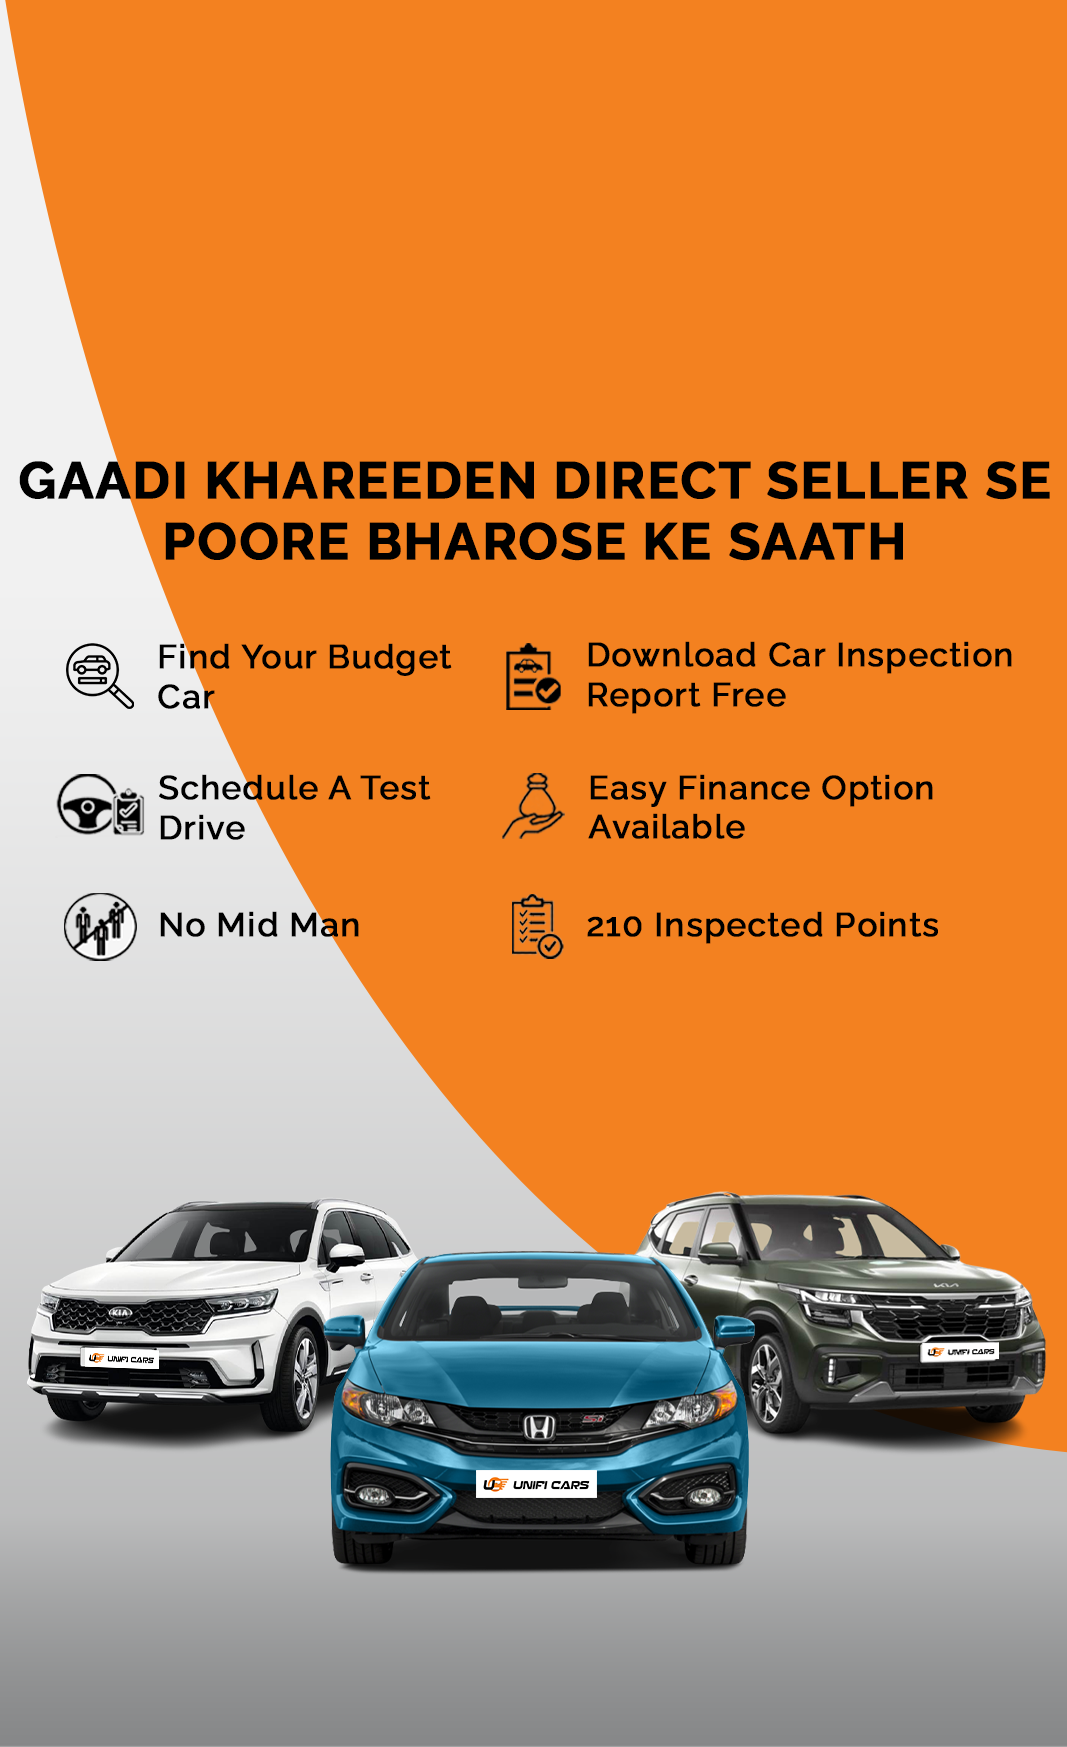 GAADI KHAREEDEN DIRECT SELLER SE
POORE BHAROSE KE SAATH
Find Your Budget
Car
Download Car Inspection
Report Free
Schedule A Test
Drive
Easy Finance Option
Available
No Mid Man
210 Inspected Points
KIA
UNIFI CARS
Si
UNIFI CARS
KIA
UNIFI CARS